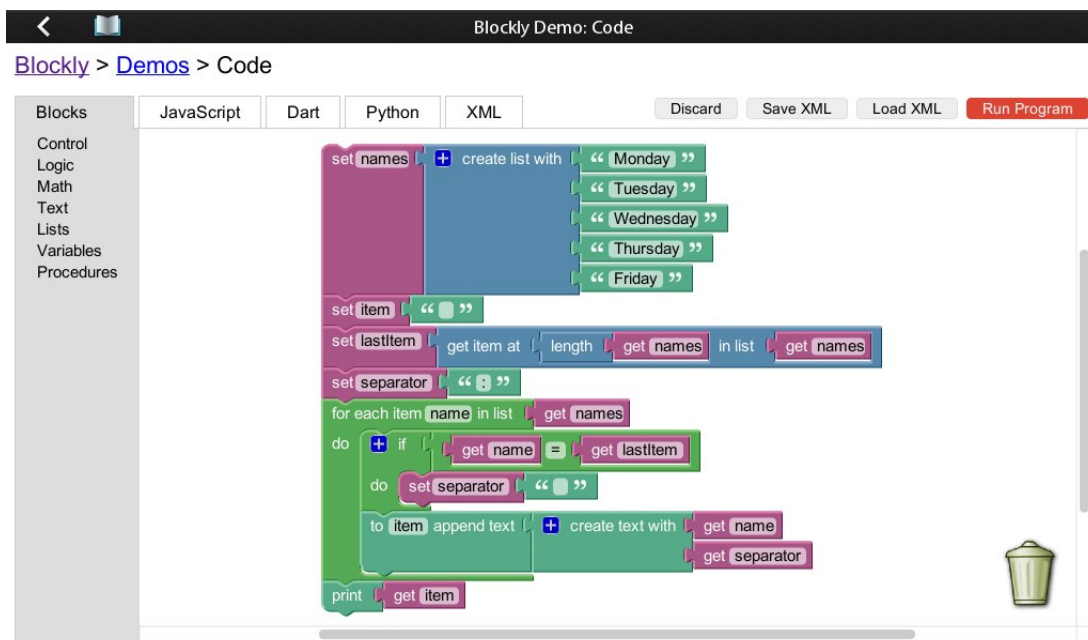 Blockly Demo: Code
Blockly > Demos > Code
Blocks JavaScript Dart Python XML Discard Save XML Load XML Run Program
Control
Logic
Math
Text
Lists
Variables
Procedures
set names create list with “ Monday ”
“ Tuesday ”
“ Wednesday ”
“ Thursday ”
“ Friday ”
set item “ ”
set lastItem get item at length get names in list get names
set separator “ : ”
for each item name in list get names
do if get name = get lastItem
do set separator “ ”
to item append text create text with get name
get separator
print get item